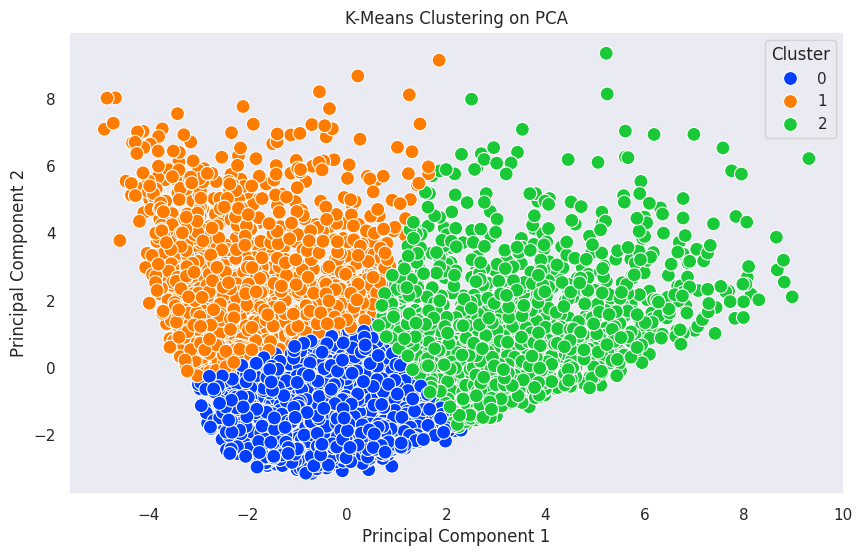 K-Means Clustering on PCA
Cluster
0
1
2
Principal Component 2
8
6
4
2
0
−2
−4 −2 0 2 4 6 8 10
Principal Component 1